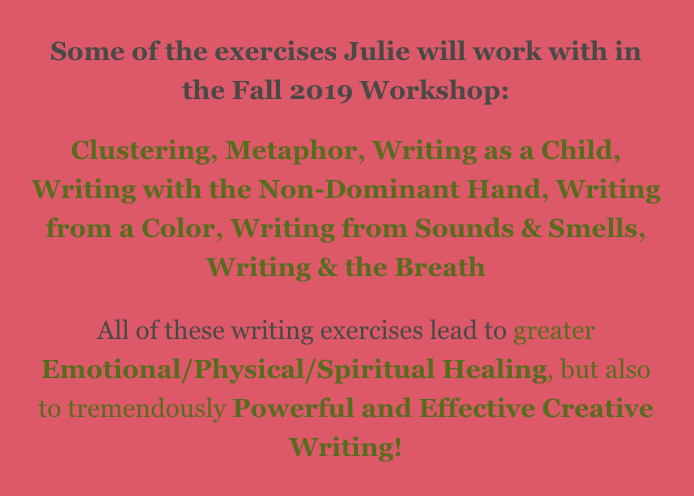 Some of the exercises Julie will work with in
the Fall 2019 Workshop:
Clustering, Metaphor, Writing as a Child,
Writing with the Non-Dominant Hand, Writing
from a Color, Writing from Sounds & Smells,
Writing & the Breath
All of these writing exercises lead to greater
Emotional/Physical/Spiritual Healing, but also
to tremendously Powerful and Effective Creative
Writing!